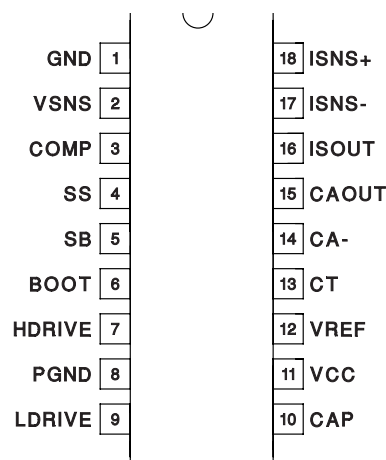 GND 1 18 ISNS+
VSNS 2 17 ISNS-
COMP 3 16 ISOUT
SS 4 15 CAOUT
SB 5 14 CA-
BOOT 6 13 CT
HDRIVE 7 12 VREF
PGND 8 11 VCC
LDRIVE 9 10 CAP